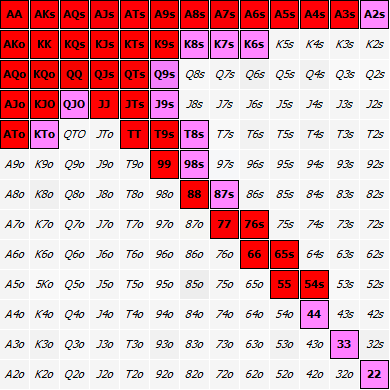 AA AKs AQs AJs ATs A9s A8s A7s A6s A5s A4s A3s A2s
AKo KK KQs KJs KTs K9s K8s K7s K6s K5s K4s K3s K2s
AQo KQo QQ QJs QTs Q9s Q8s Q7s Q6s Q5s Q4s Q3s Q2s
AJo KJO QJO JJ JTs J9s J8s J7s J6s J5s J4s J3s J2s
ATo KTo QTO JTo TT T9s T8s T7s T6s T5s T4s T3s T2s
A9o K9o Q9o J9o T9o 99 98s 97s 96s 95s 94s 93s 92s
A8o K8o Q8o J8o T8o 98o 88 87s 86s 85s 84s 83s 82s
A7o K7o Q7o J7o T7o 97o 87o 77 76s 75s 74s 73s 72s
A6o K6o Q6o J6o T6o 96o 86o 76o 66 65s 64s 63s 62s
A5o 5Ko Q5o J5o T5o 95o 85o 75o 65o 55 54s 53s 52s
A4o K4o Q4o J4o T4o 94o 84o 74o 64o 54o 44 43s 42s
A3o K3o Q3o J3o T3o 93o 83o 73o 63o 53o 43o 33 32s
A2o K2o Q2o J2o T2o 92o 82o 72o 62o 52o 42o 32o 22